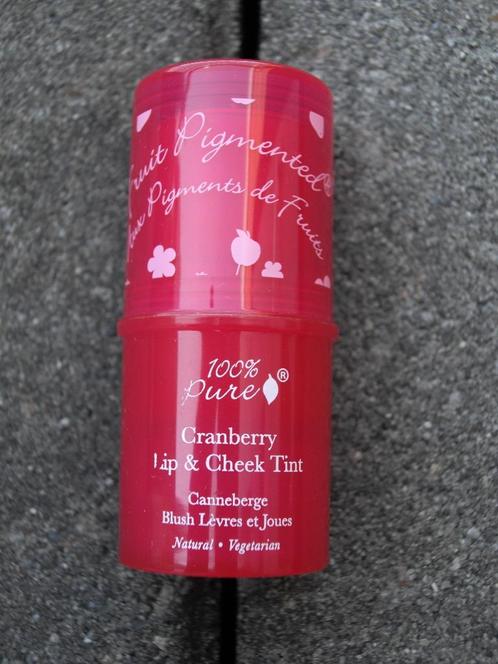 Fruit Pigmented®
Aux Pigments de Fruits
100%
Pure®
Cranberry
Lip & Cheek Tint
Canneberge
Blush Lèvres et Joues
Natural • Vegetarian